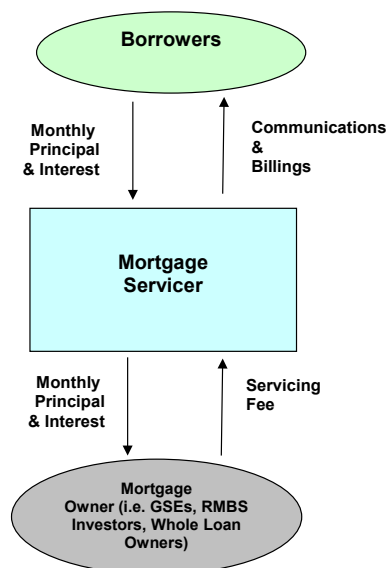 Borrowers
Monthly
Principal
& Interest
Communications
&
Billings
Mortgage
Servicer
Monthly
Principal
& Interest
Servicing
Fee
Mortgage
Owner (i.e. GSEs, RMBS
Investors, Whole Loan
Owners)